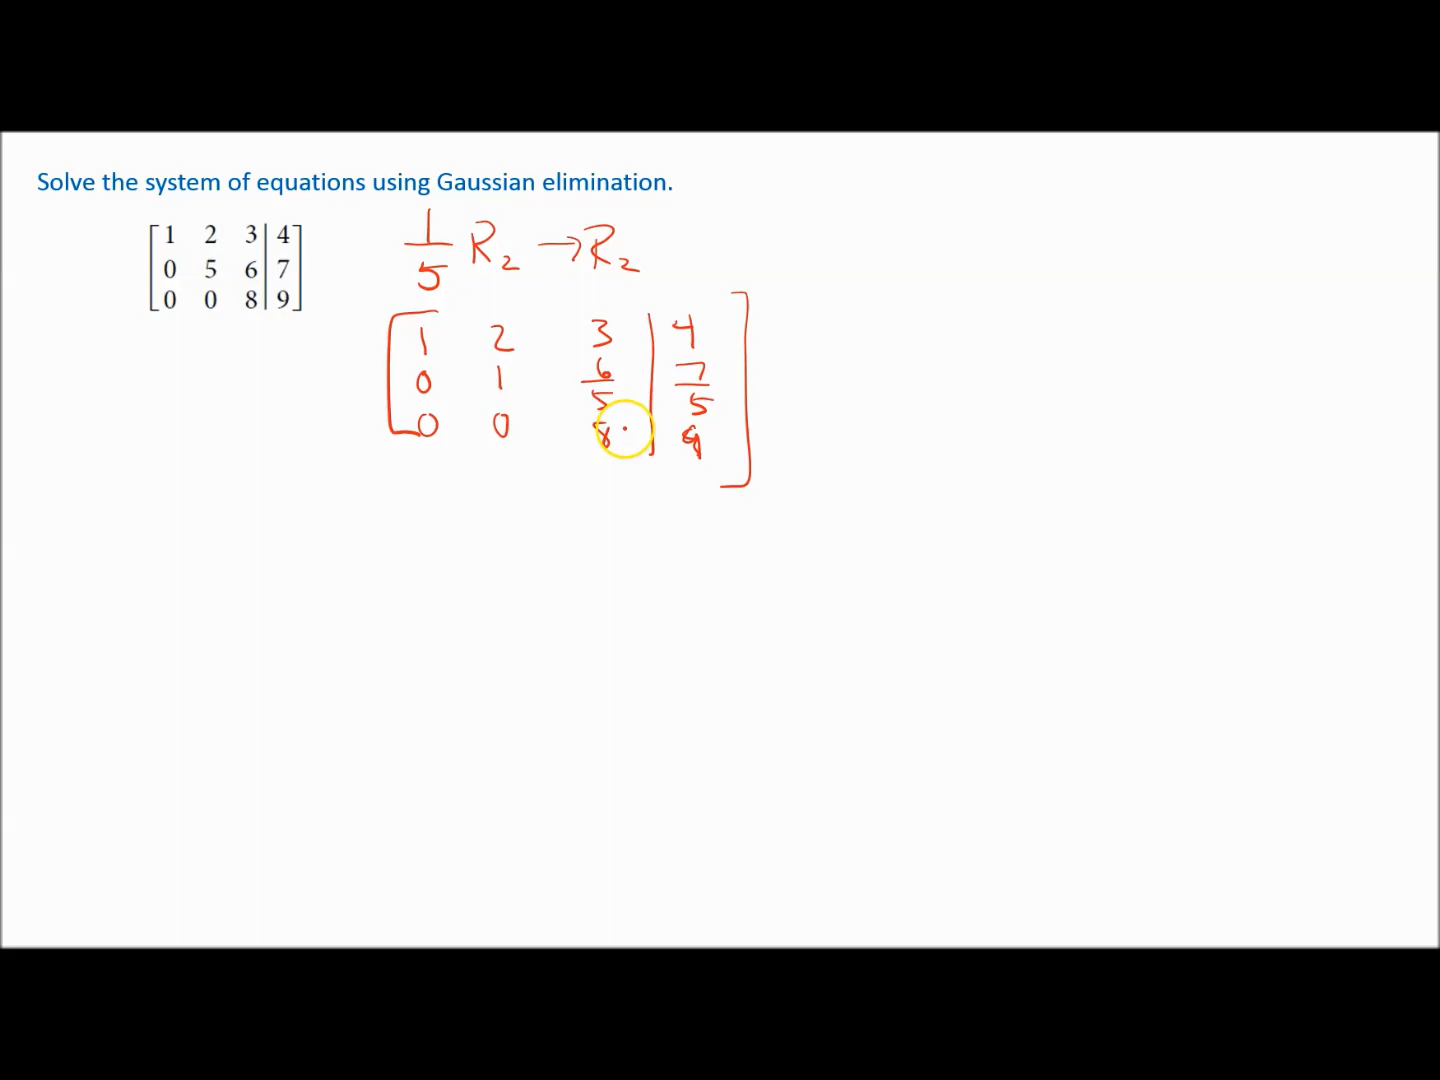 Solve the system of equations using Gaussian elimination.
1 2 3 | 4
0 5 6 | 7
0 0 8 | 9
1/5 R₂ → R₂
1 2 3 | 4
0 1 6/5 | 7/5
0 0 8 | 9